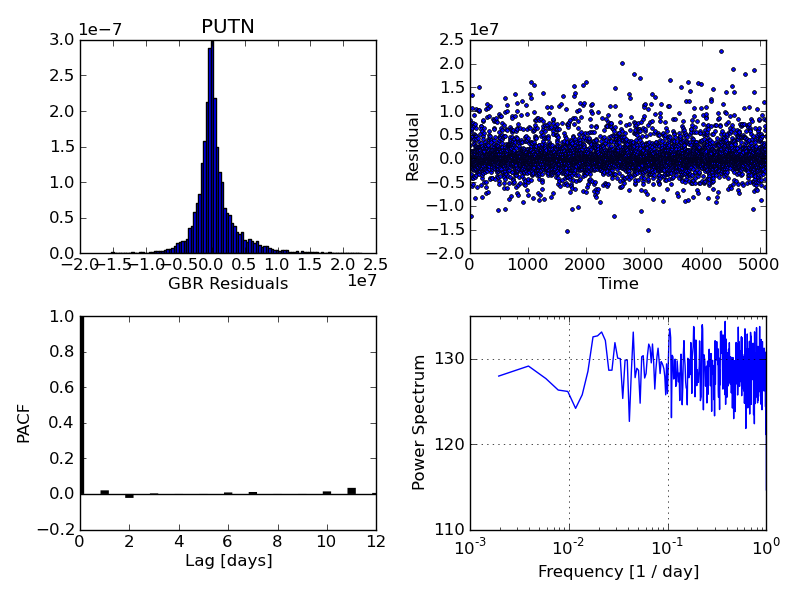 1e−7 PUTN
3.0
2.5
2.0
1.5
1.0
0.5
0.0
−2.0 −1.5 −1.0 −0.5 0.0 0.5 1.0 1.5 2.0 2.5
GBR Residuals 1e7
1e7
2.5
2.0
1.5
1.0
0.5
0.0
−0.5
−1.0
−1.5
−2.0
Residual
0 1000 2000 3000 4000 5000
Time
1.0
0.8
0.6
0.4
0.2
0.0
−0.2
PACF
0 2 4 6 8 10 12
Lag [days]
130
120
110
Power Spectrum
10^-3 10^-2 10^-1 10^0
Frequency [1 / day]